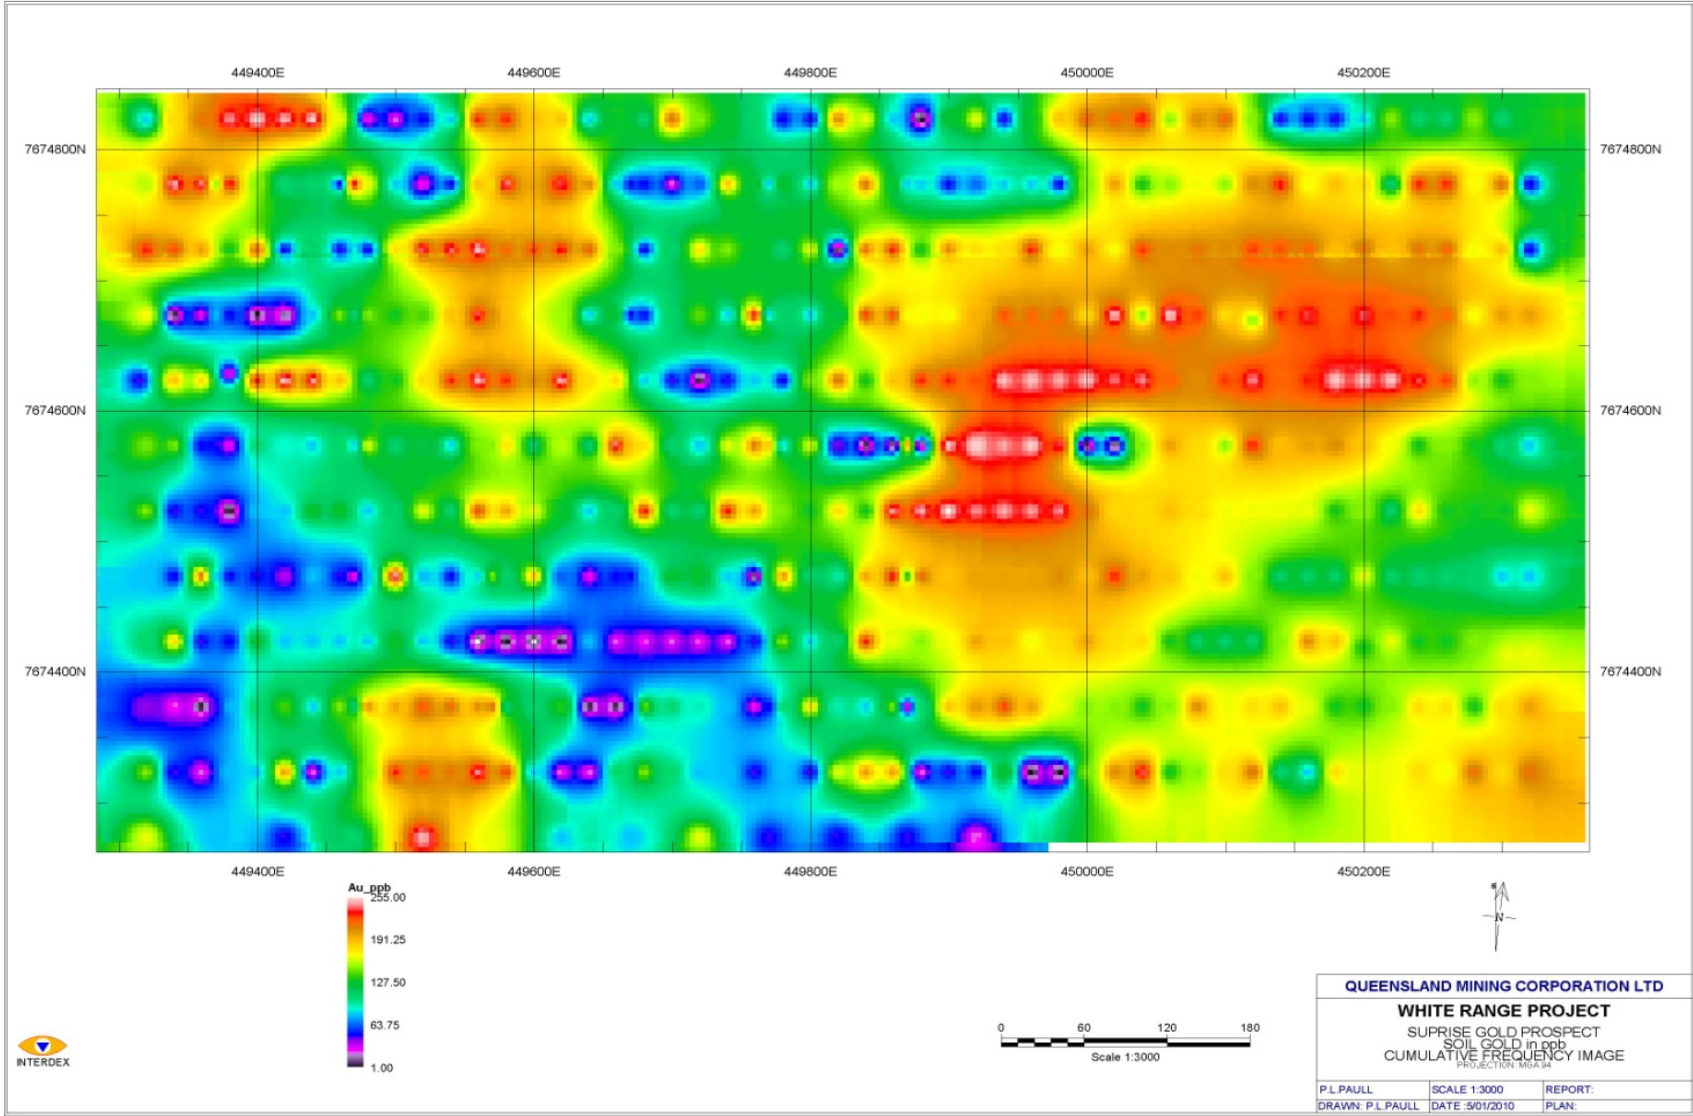 449400E 449600E 449800E 450000E 450200E
7674800N 7674800N
7674600N 7674600N
7674400N 7674400N
449400E 449600E 449800E 450000E 450200E
Au_ppb
255.00
191.25
127.50
63.75
1.00
INTERDEX
0 60 120 180
Scale 1:3000
N
QUEENSLAND MINING CORPORATION LTD
WHITE RANGE PROJECT
SUPRISE GOLD PROSPECT
SOIL GOLD in ppb
CUMULATIVE FREQUENCY IMAGE
PROJECTION: MGA94
P.L.PAULL SCALE 1:3000 REPORT:
DRAWN: P.L.PAULL DATE :5/01/2010 PLAN: